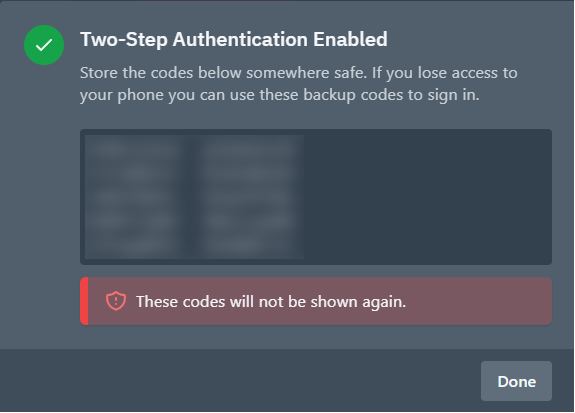 Two-Step Authentication Enabled
Store the codes below somewhere safe. If you lose access to
your phone you can use these backup codes to sign in.
These codes will not be shown again.
Done